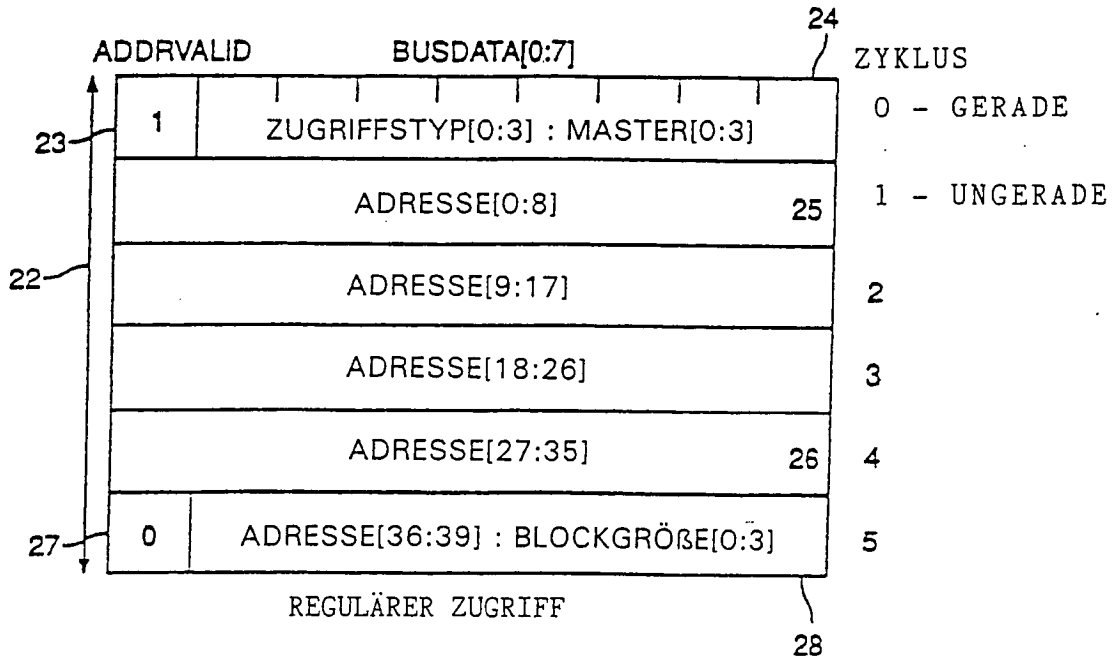 24
ADDRVALID BUSDATA[0:7] ZYKLUS
1 ZUGRIFFSTYP[0:3] : MASTER[0:3] 0 - GERADE
23
ADRESSE[0:8] 25 1 - UNGERADE
22 ADRESSE[9:17] 2
ADRESSE[18:26] 3
ADRESSE[27:35] 26 4
27 0 ADRESSE[36:39] : BLOCKGRÖßE[0:3] 5
REGULÄRER ZUGRIFF
28